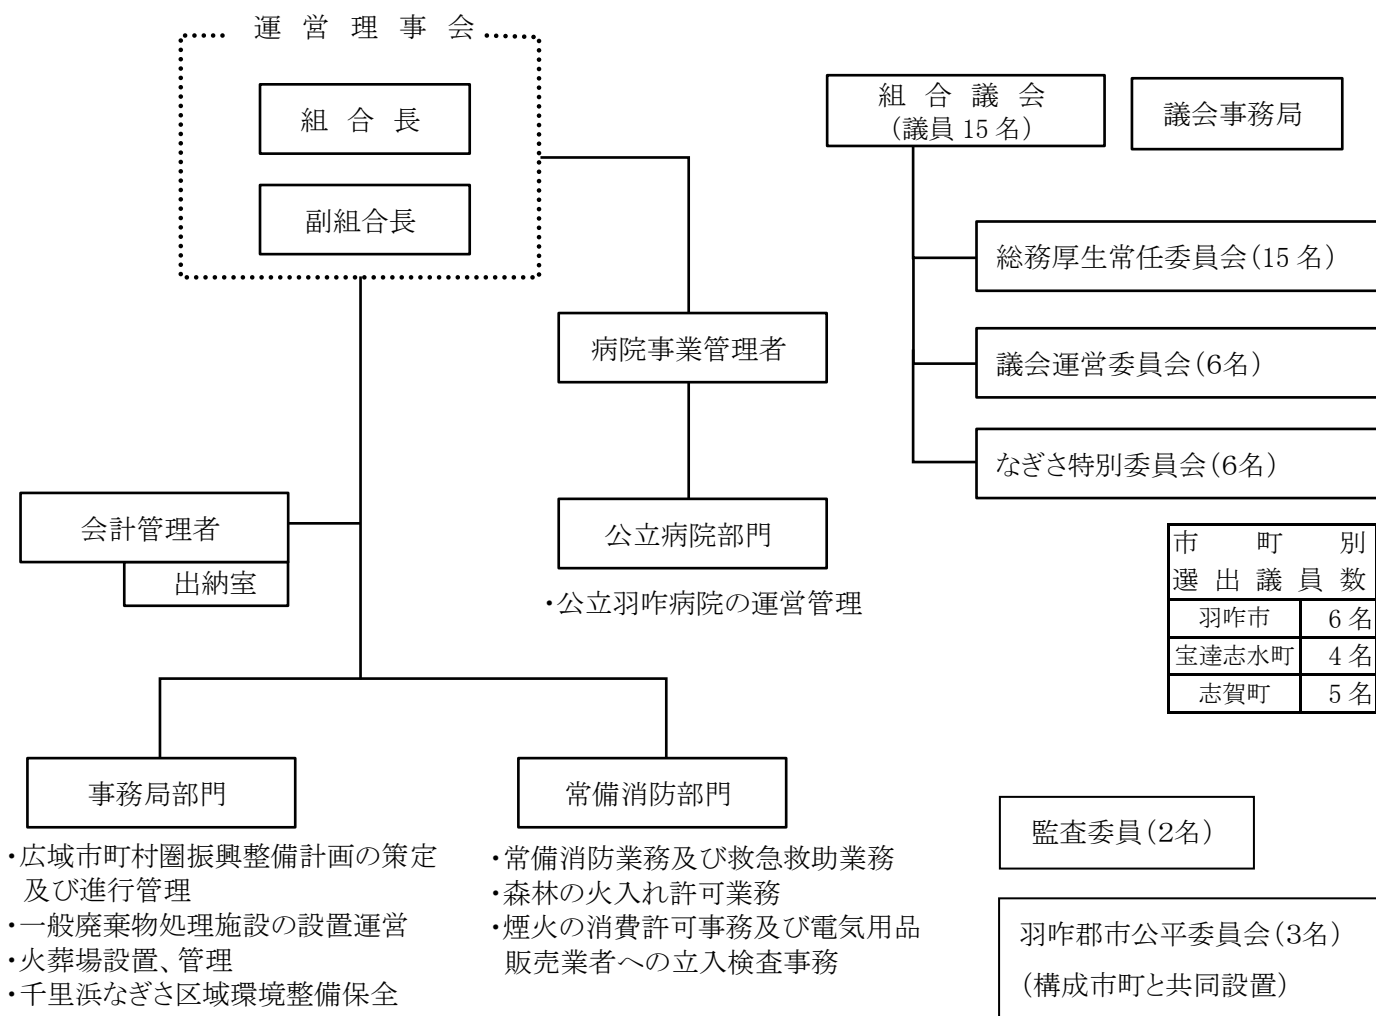 運営理事会
組合長
副組合長
病院事業管理者
公立病院部門
・公立羽咋病院の運営管理
会計管理者
出納室
事務局部門
・広域市町村圏振興整備計画の策定
及び進行管理
・一般廃棄物処理施設の設置運営
・火葬場設置、管理
・千里浜なぎさ区域環境整備保全
常備消防部門
・常備消防業務及び救急救助業務
・森林の火入れ許可業務
・煙火の消費許可事務及び電気用品
販売業者への立入検査事務
組合議会
(議員15名)
議会事務局
総務厚生常任委員会(15名)
議会運営委員会(6名)
なぎさ特別委員会(6名)
市町別
選出議員数
羽咋市 6名
宝達志水町 4名
志賀町 5名
監査委員(2名)
羽咋郡市公平委員会(3名)
(構成市町と共同設置)